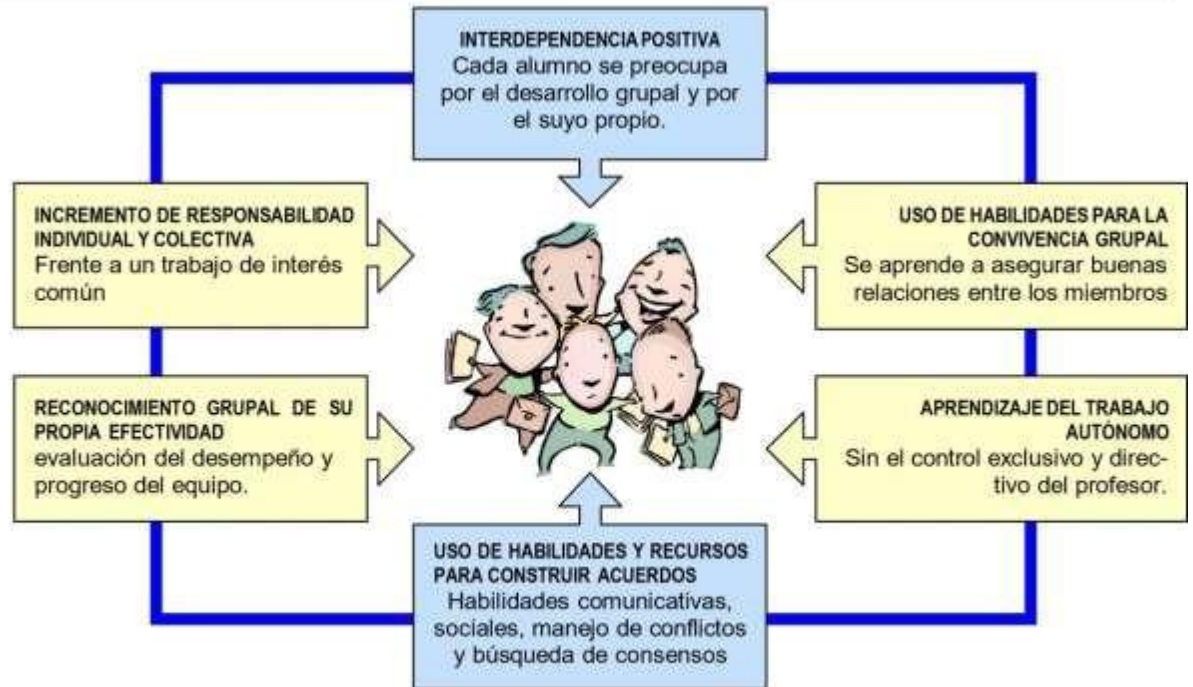 INTERDEPENDENCIA POSITIVA
Cada alumno se preocupa
por el desarrollo grupal y por
el suyo propio.
INCREMENTO DE RESPONSABILIDAD
INDIVIDUAL Y COLECTIVA
Frente a un trabajo de interés
común
USO DE HABILIDADES PARA LA
CONVIVENCIA GRUPAL
Se aprende a asegurar buenas
relaciones entre los miembros
RECONOCIMIENTO GRUPAL DE SU
PROPIA EFECTIVIDAD
evaluación del desempeño y
progreso del equipo.
APRENDIZAJE DEL TRABAJO
AUTÓNOMO
Sin el control exclusivo y direc-
tivo del profesor.
USO DE HABILIDADES Y RECURSOS
PARA CONSTRUIR ACUERDOS
Habilidades comunicativas,
sociales, manejo de conflictos
y búsqueda de consensos